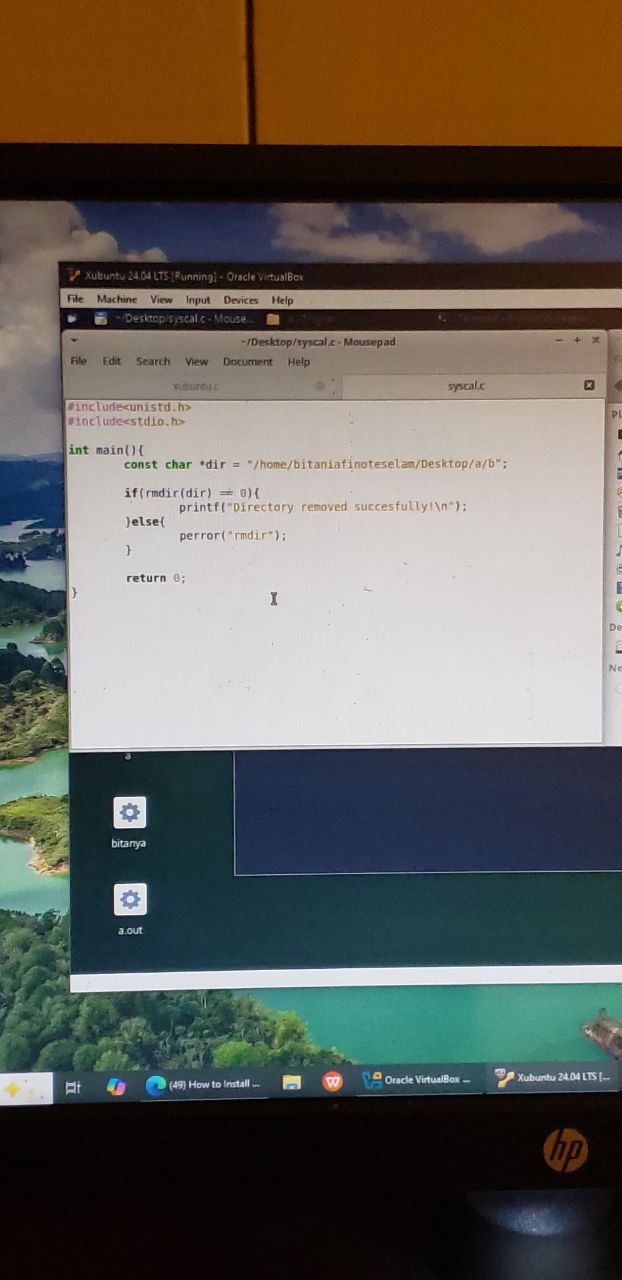 Xubuntu 24.04 LTS [Running] - Oracle VirtualBox
File Machine View Input Devices Help
~/Desktop/syscal.c - Mouse...
~/Desktop/syscal.c - Mousepad
File Edit Search View Document Help
xubuntu.c syscal.c
#include<unistd.h>
#include<stdio.h>
int main(){
const char *dir = "/home/bitaniafinoteselam/Desktop/a/b";
if(rmdir(dir) == 0){
printf("Directory removed succesfully!\n");
}else{
perror("rmdir");
}
return 0;
}
Pl
De
Ne
a
bitanya
a.out
(49) How to Install ... Oracle VirtualBox ... Xubuntu 24.04 LTS [...
hp